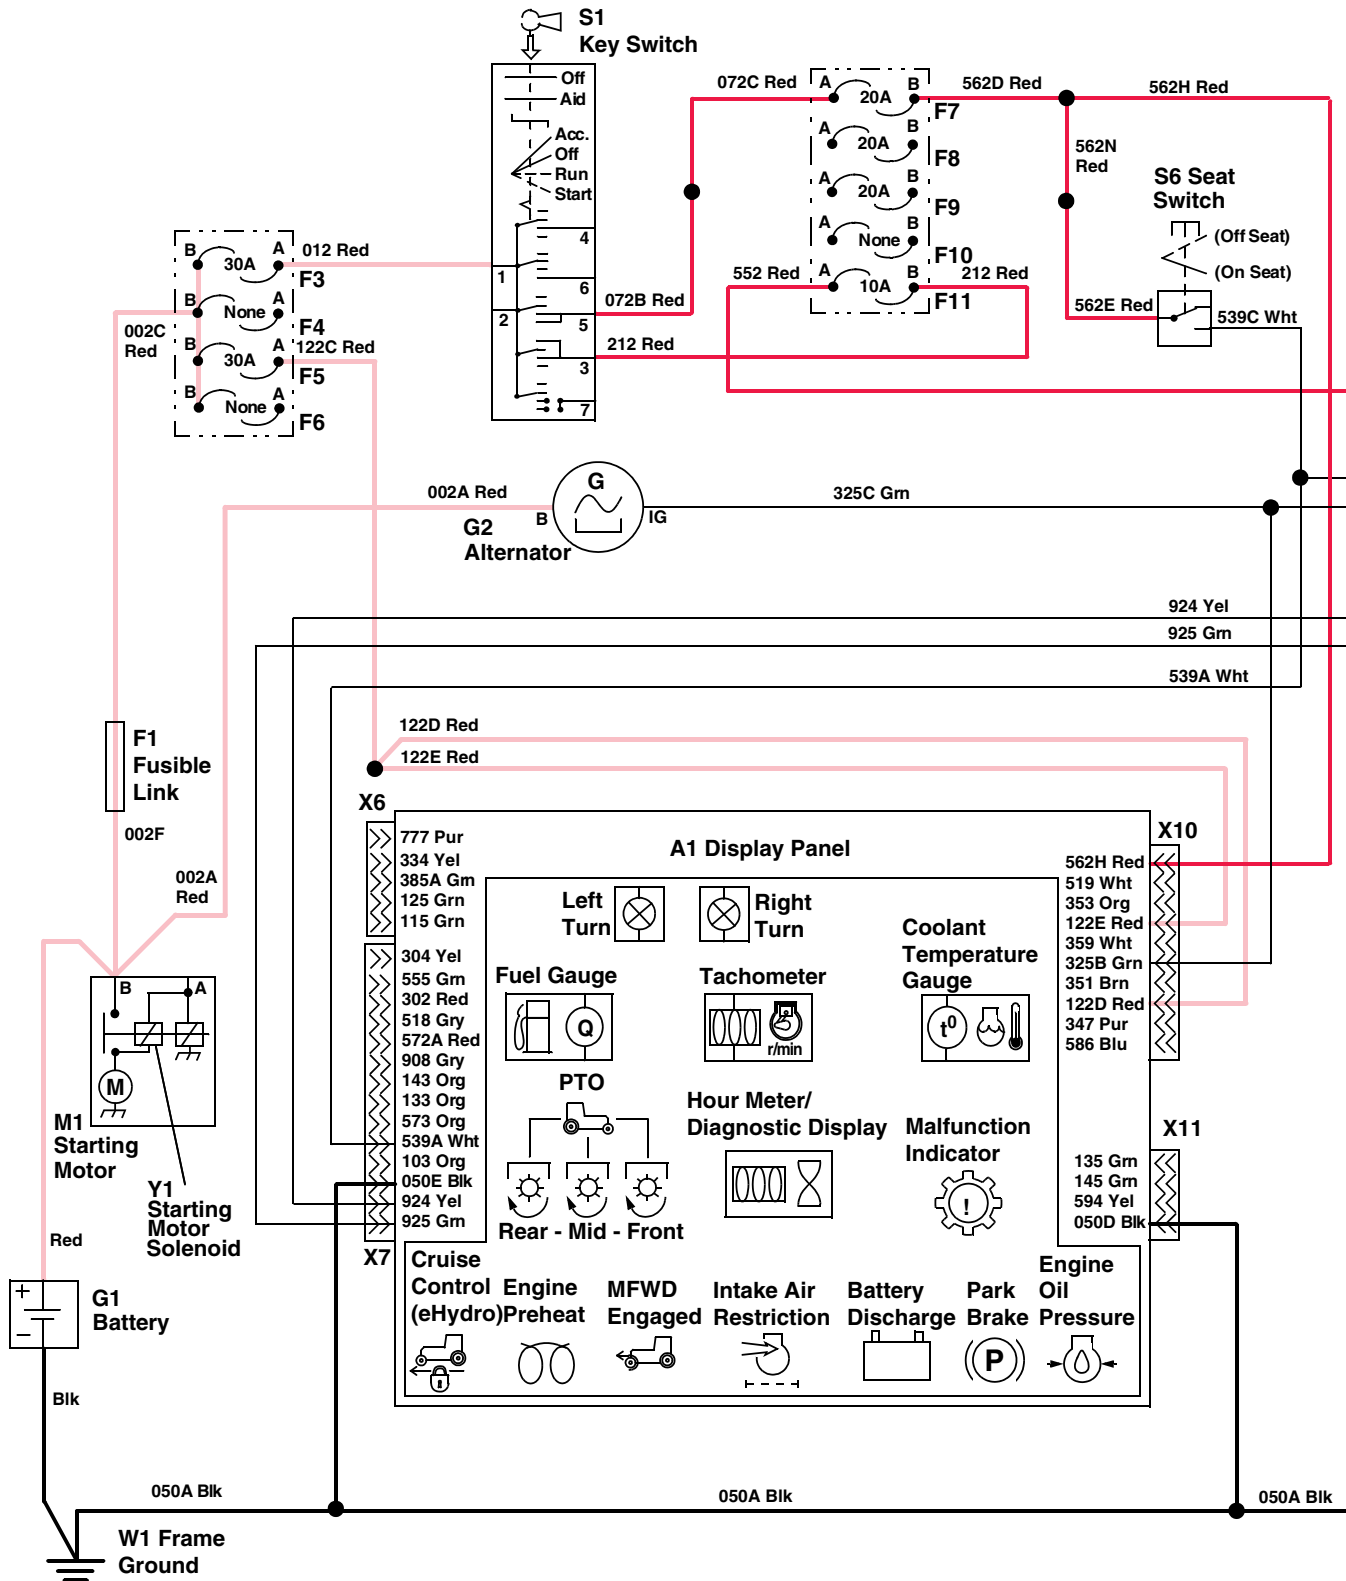 S1
Key Switch
Off
Aid
Acc.
Off
Run
Start
4
1
6
2
5
3
7
072C Red
A
20A
B
F7
A
20A
B
F8
A
20A
B
F9
A
None
B
F10
A
10A
B
F11
562D Red
562H Red
562N
Red
S6 Seat
Switch
(Off Seat)
(On Seat)
562E Red
539C Wht
552 Red
212 Red
072B Red
212 Red
B
30A
A
F3
012 Red
B
None
A
F4
B
30A
A
F5
B
None
A
F6
002C
Red
122C Red
002A Red
G
B
IG
G2
Alternator
325C Grn
924 Yel
925 Grn
539A Wht
122D Red
122E Red
F1
Fusible
Link
002F
002A
Red
B
A
M
M1
Starting
Motor
Y1
Starting
Motor
Solenoid
Red
+
−
G1
Battery
Blk
X6
777 Pur
334 Yel
385A Grn
125 Grn
115 Grn
304 Yel
555 Grn
302 Red
518 Gry
572A Red
908 Gry
143 Org
133 Org
573 Org
539A Wht
103 Org
050E Blk
924 Yel
925 Grn
X7
A1 Display Panel
Left
Turn
Right
Turn
Fuel Gauge
Q
Tachometer
r/min
Coolant
Temperature
Gauge
t0
PTO
Rear - Mid - Front
Hour Meter/
Diagnostic Display
Malfunction
Indicator
!
X10
562H Red
519 Wht
353 Org
122E Red
359 Wht
325B Grn
351 Brn
122D Red
347 Pur
586 Blu
X11
135 Grn
145 Grn
594 Yel
050D Blk
Cruise
Control
(eHydro)
Engine
Preheat
MFWD
Engaged
Intake Air
Restriction
Battery
Discharge
Park
Brake
P
Engine
Oil
Pressure
050A Blk
050A Blk
050A Blk
W1 Frame
Ground